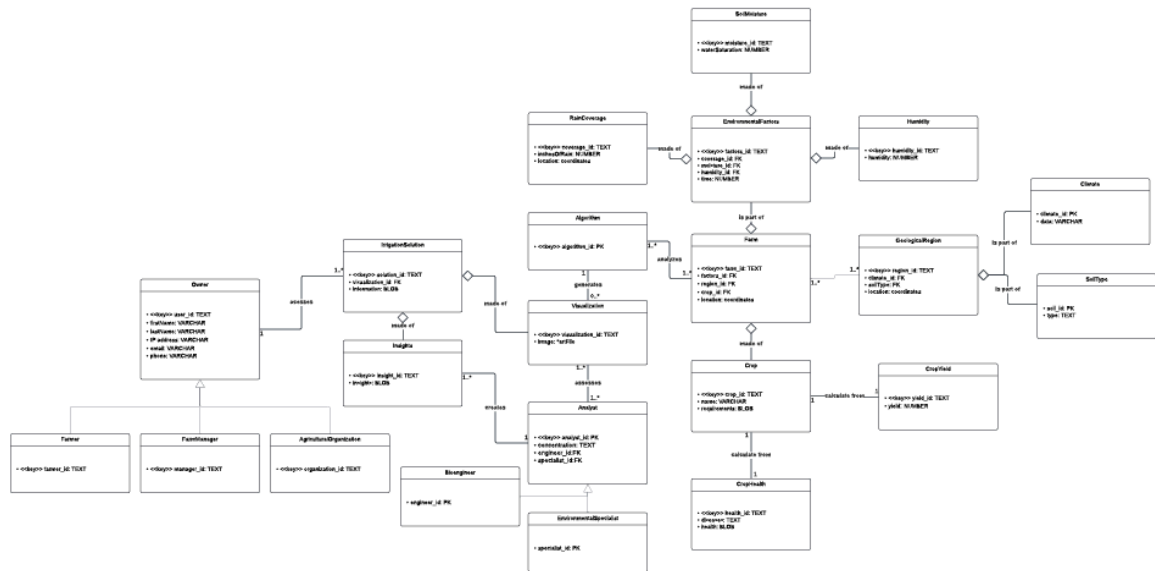 SoilMoisture
• <<key>> moisture_id: TEXT
• waterSaturation: NUMBER
made of
RainCoverage
• <<key>> coverage_id: TEXT
• inchesOfRain: NUMBER
• location: coordinates
made of
EnvironmentalFactors
• <<key>> factors_id: TEXT
• coverage_id: FK
• moisture_id: FK
• humidity_id: FK
• time: NUMBER
made of
Humidity
• <<key>> humidity_id: TEXT
humidity: NUMBER
is part of
Climate
• climate_id: PK
• data: VARCHAR
is part of
Algorithm
• <<key>> algorithm_id: PK
1..*
analyzes
1..*
Farm
• <<key>> farm_id: TEXT
• factors_id: FK
• region_id: FK
• crop_id: FK
• location: coordinates
1..*
1..*
GeologicalRegion
• <<key>> region_id: TEXT
• climate_id: FK
• soilType: FK
• location: coordinates
is part of
SoilType
• soil_id: PK
• type: TEXT
IrrigationSolution
• <<key>> solution_id: TEXT
• visualization_id: FK
• information: BLOB
1..*
accesses
1
Owner
• <<key>> user_id: TEXT
• firstName: VARCHAR
• lastName: VARCHAR
• IP address: VARCHAR
• email: VARCHAR
• phone: VARCHAR
made of
made of
1
generates
0..*
Visualization
• <<key>> visualization_id: TEXT
• image: *artFile
Insights
• <<key>> insight_id: TEXT
• insight: BLOB
1..*
creates
1
1..*
assesses
1..*
Analyst
• <<key>> analyst_id: PK
• concentration: TEXT
• engineer_id:FK
• specialist_id:FK
made of
Crop
• <<key>> crop_id: TEXT
• name: VARCHAR
• requirements: BLOB
1
calculate from
1
CropYield
• <<key>> yield_id: TEXT
• yield: NUMBER
1
calculate from
1
CropHealth
• <<key>> health_id: TEXT
• diseases: TEXT
• health: BLOB
Farmer
• <<key>> farmer_id: TEXT
FarmManager
• <<key>> manager_id: TEXT
AgriculturalOrganization
• <<key>> organization_id: TEXT
Bioengineer
• engineer_id: PK
EnvironmentalSpecialist
• specialist_id: PK